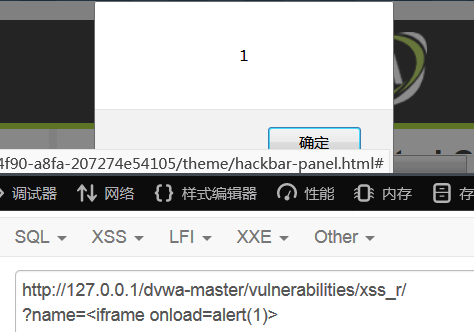 1
确定
4f90-a8fa-207274e54105/theme/hackbar-panel.html#
调试器 网络 样式编辑器 性能 内存 存
SQL XSS LFI XXE Other
http://127.0.0.1/dvwa-master/vulnerabilities/xss_r/
?name=<iframe onload=alert(1)>